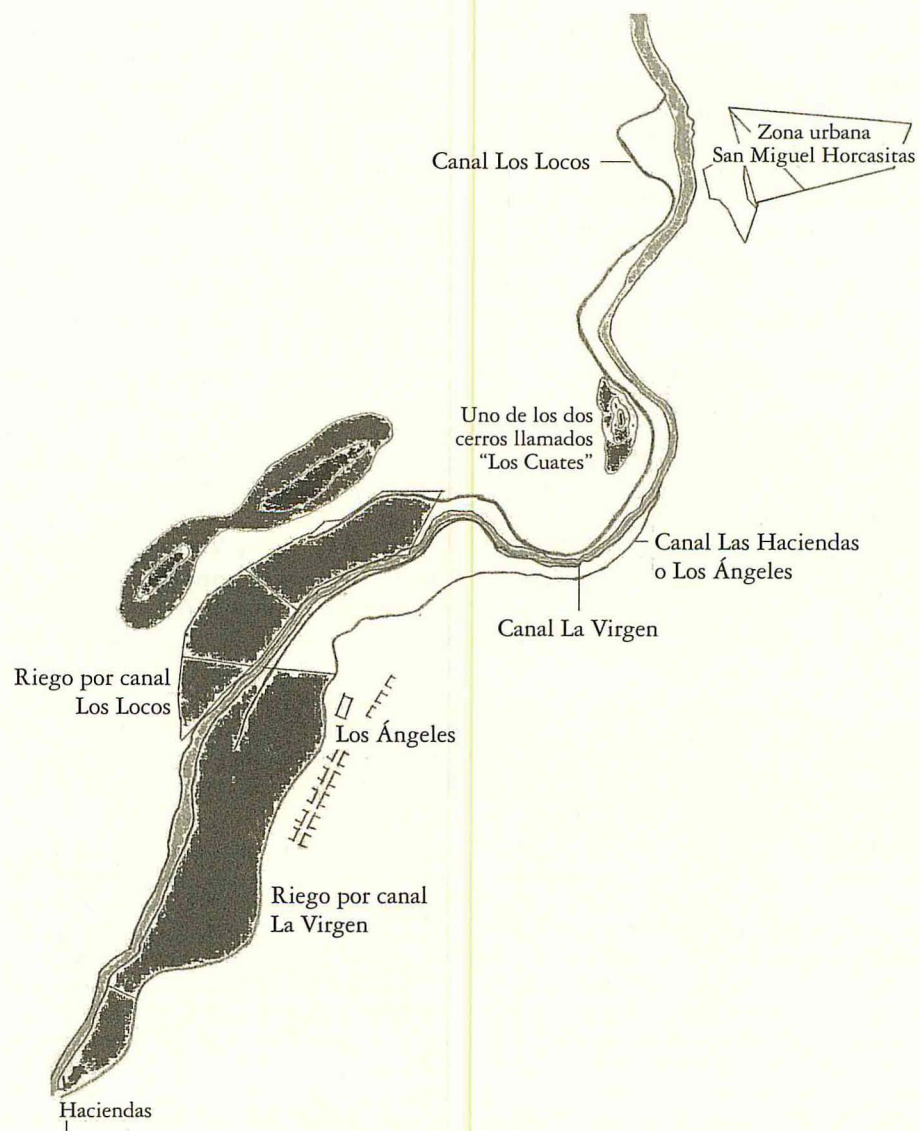 Zona urbana
San Miguel Horcasitas
Canal Los Locos
Uno de los dos
cerros llamados
“Los Cuates”
Canal Las Haciendas
o Los Ángeles
Canal La Virgen
Riego por canal
Los Locos
Los Ángeles
Riego por canal
La Virgen
Haciendas